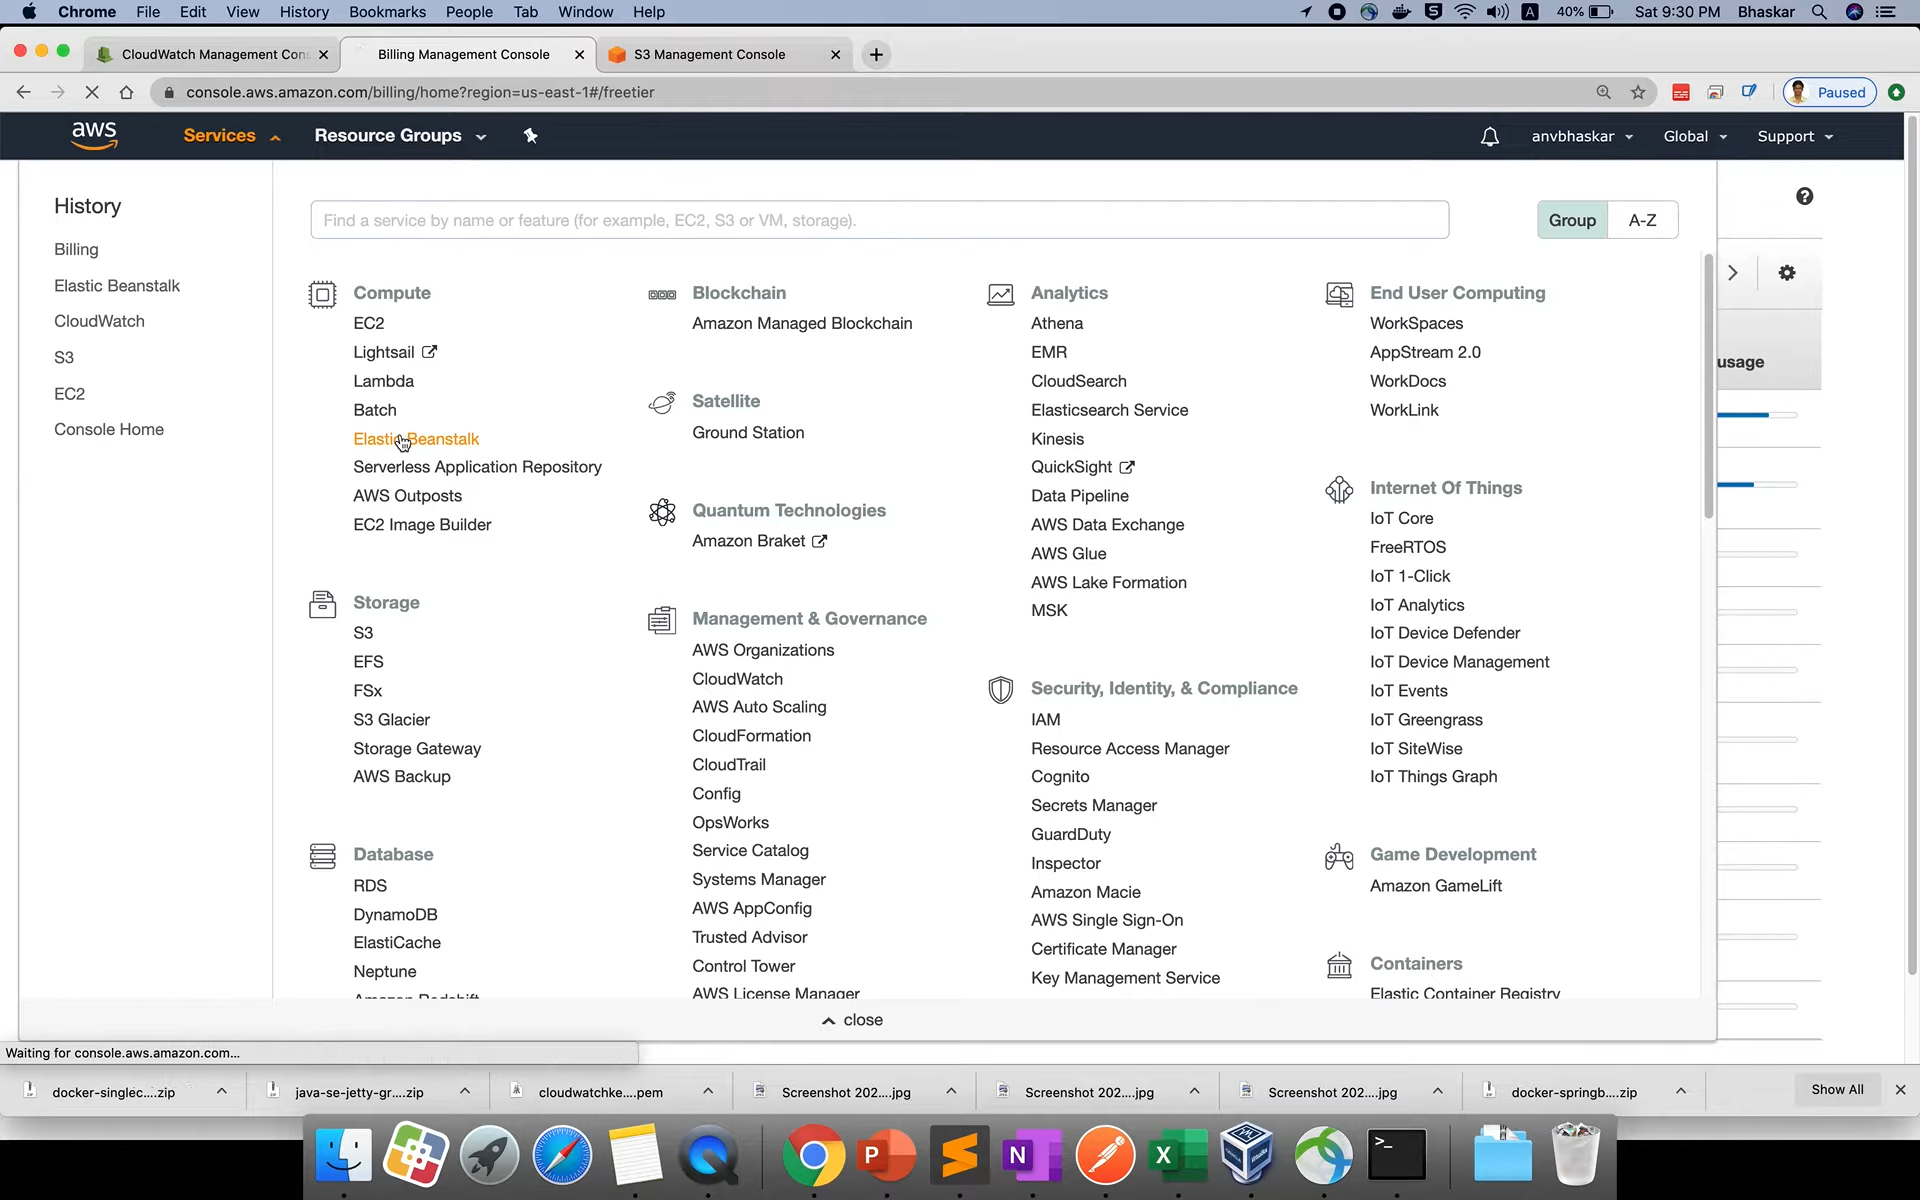 Chrome File Edit View History Bookmarks People Tab Window Help
40% Sat 9:30 PM Bhaskar
CloudWatch Management Con
Billing Management Console
S3 Management Console
console.aws.amazon.com/billing/home?region=us-east-1#/freetier
Paused
aws
Services
Resource Groups
anvbhaskar
Global
Support
History
Billing
Elastic Beanstalk
CloudWatch
S3
EC2
Console Home
Find a service by name or feature (for example, EC2, S3 or VM, storage).
Group
A-Z
usage
Compute
EC2
Lightsail
Lambda
Batch
Elastic Beanstalk
Serverless Application Repository
AWS Outposts
EC2 Image Builder
Storage
S3
EFS
FSx
S3 Glacier
Storage Gateway
AWS Backup
Database
RDS
DynamoDB
ElastiCache
Neptune
Amazon Redshift
Blockchain
Amazon Managed Blockchain
Satellite
Ground Station
Quantum Technologies
Amazon Braket
Management & Governance
AWS Organizations
CloudWatch
AWS Auto Scaling
CloudFormation
CloudTrail
Config
OpsWorks
Service Catalog
Systems Manager
AWS AppConfig
Trusted Advisor
Control Tower
AWS License Manager
Analytics
Athena
EMR
CloudSearch
Elasticsearch Service
Kinesis
QuickSight
Data Pipeline
AWS Data Exchange
AWS Glue
AWS Lake Formation
MSK
Security, Identity, & Compliance
IAM
Resource Access Manager
Cognito
Secrets Manager
GuardDuty
Inspector
Amazon Macie
AWS Single Sign-On
Certificate Manager
Key Management Service
End User Computing
WorkSpaces
AppStream 2.0
WorkDocs
WorkLink
Internet Of Things
IoT Core
FreeRTOS
IoT 1-Click
IoT Analytics
IoT Device Defender
IoT Device Management
IoT Events
IoT Greengrass
IoT SiteWise
IoT Things Graph
Game Development
Amazon GameLift
Containers
Elastic Container Registry
close
Waiting for console.aws.amazon.com...
docker-singlec....zip
java-se-jetty-gr....zip
cloudwatchke....pem
Screenshot 202....jpg
Screenshot 202....jpg
Screenshot 202....jpg
docker-springb....zip
Show All